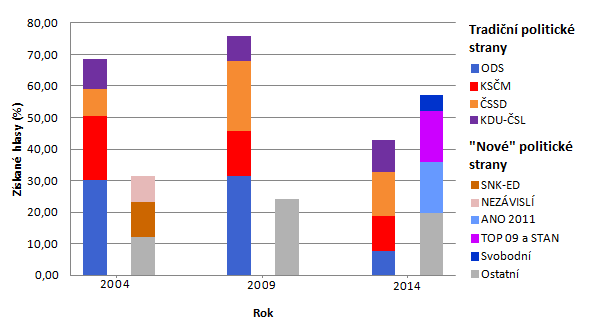 80,00
70,00
60,00
50,00
40,00
30,00
20,00
10,00
0,00
Získané hlasy (%)
2004
2009
2014
Rok
Tradiční politické
strany
ODS
KSČM
ČSSD
KDU-ČSL
"Nové" politické
strany
SNK-ED
NEZÁVISLÍ
ANO 2011
TOP 09 a STAN
Svobodní
Ostatní